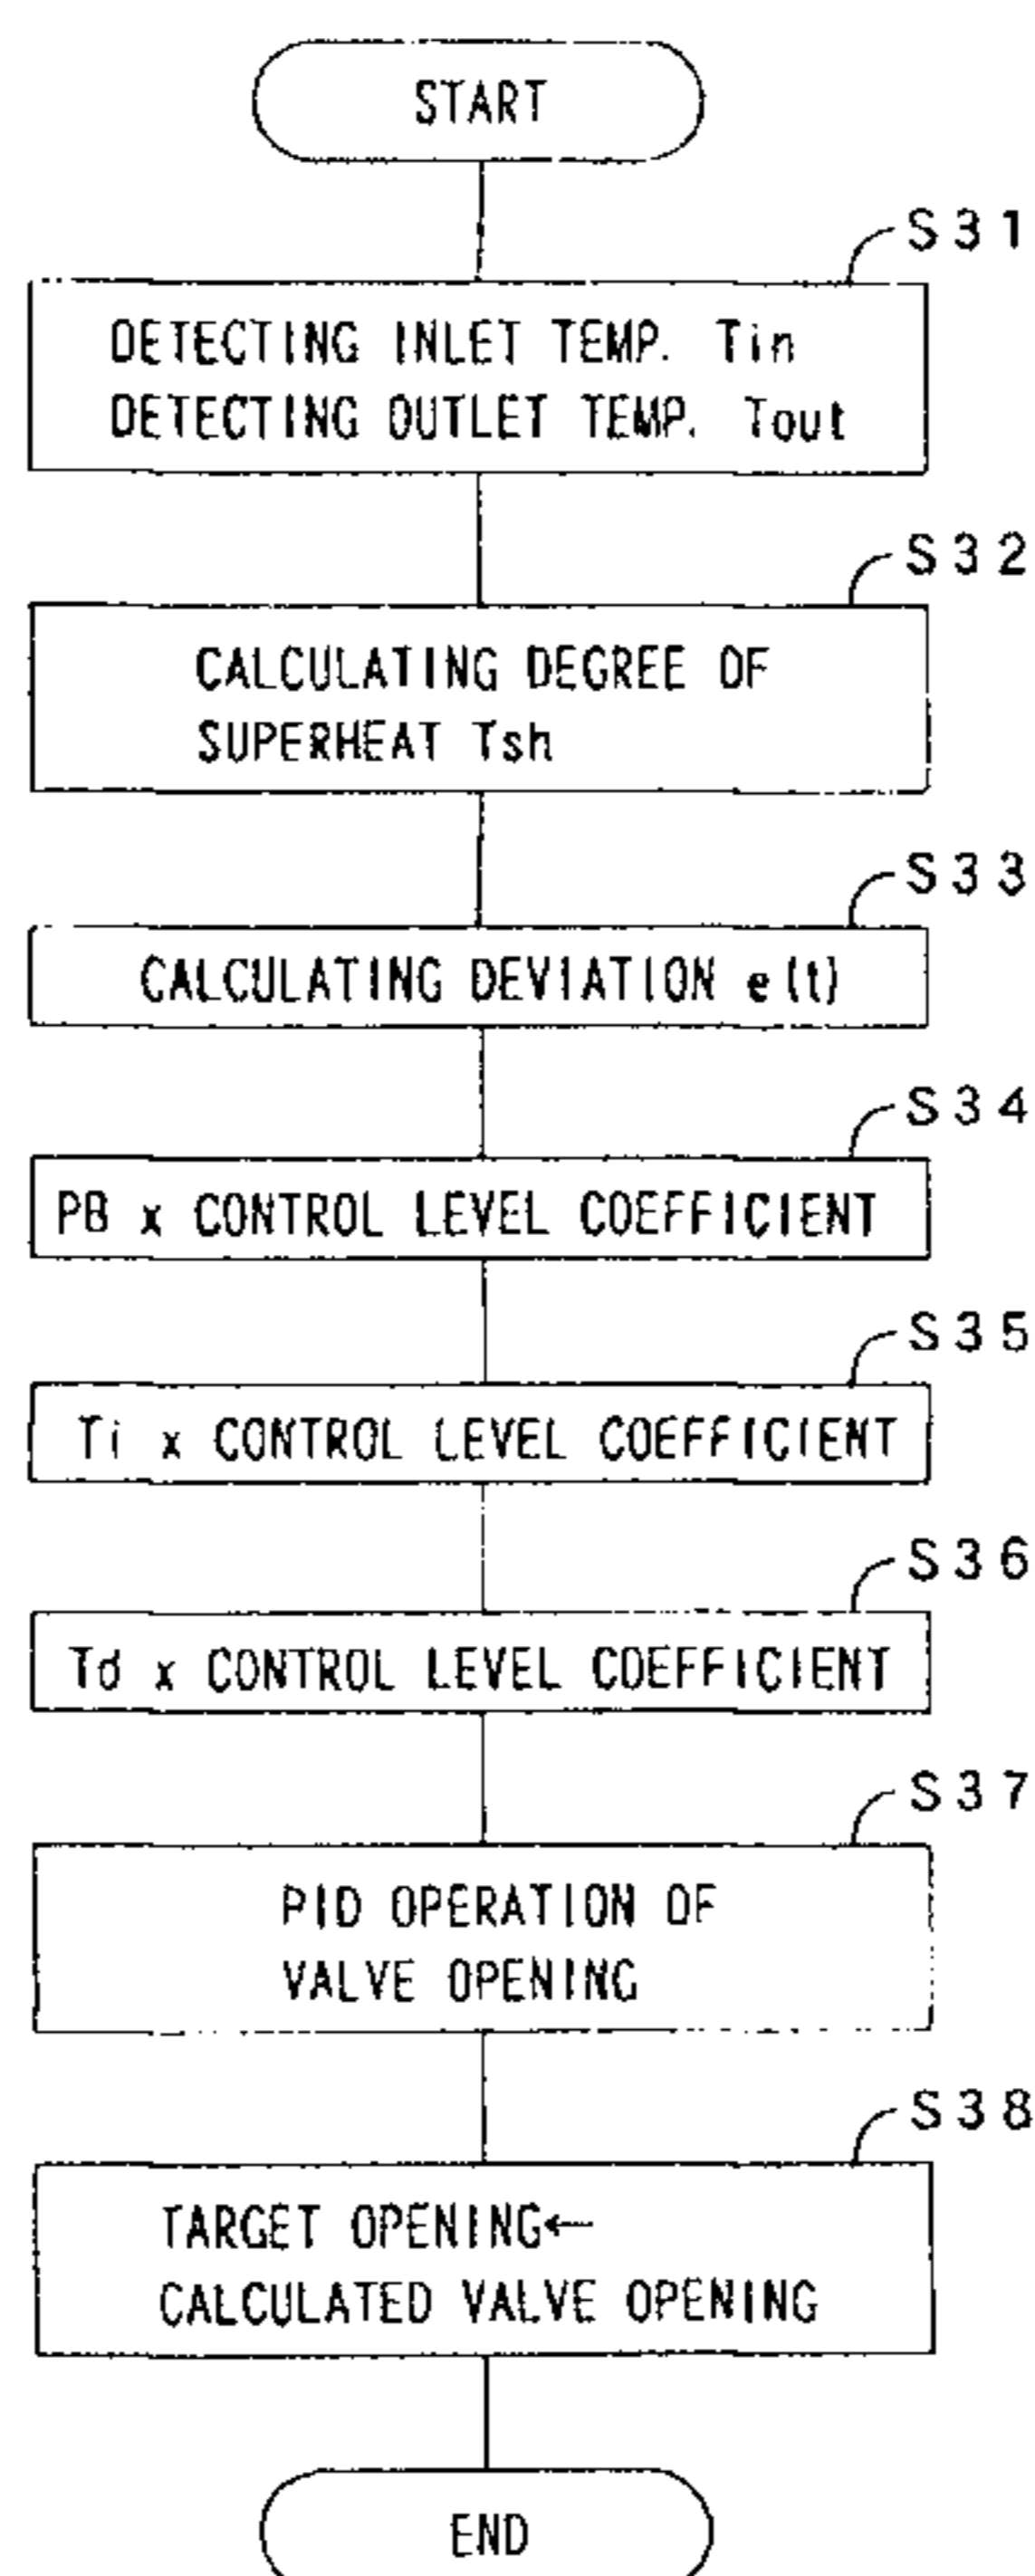 START
S31
DETECTING INLET TEMP. Tin
DETECTING OUTLET TEMP. Tout
S32
CALCULATING DEGREE OF
SUPERHEAT Tsh
S33
CALCULATING DEVIATION e(t)
S34
PB x CONTROL LEVEL COEFFICIENT
S35
Ti x CONTROL LEVEL COEFFICIENT
S36
Td x CONTROL LEVEL COEFFICIENT
S37
PID OPERATION OF
VALVE OPENING
S38
TARGET OPENING←
CALCULATED VALVE OPENING
END